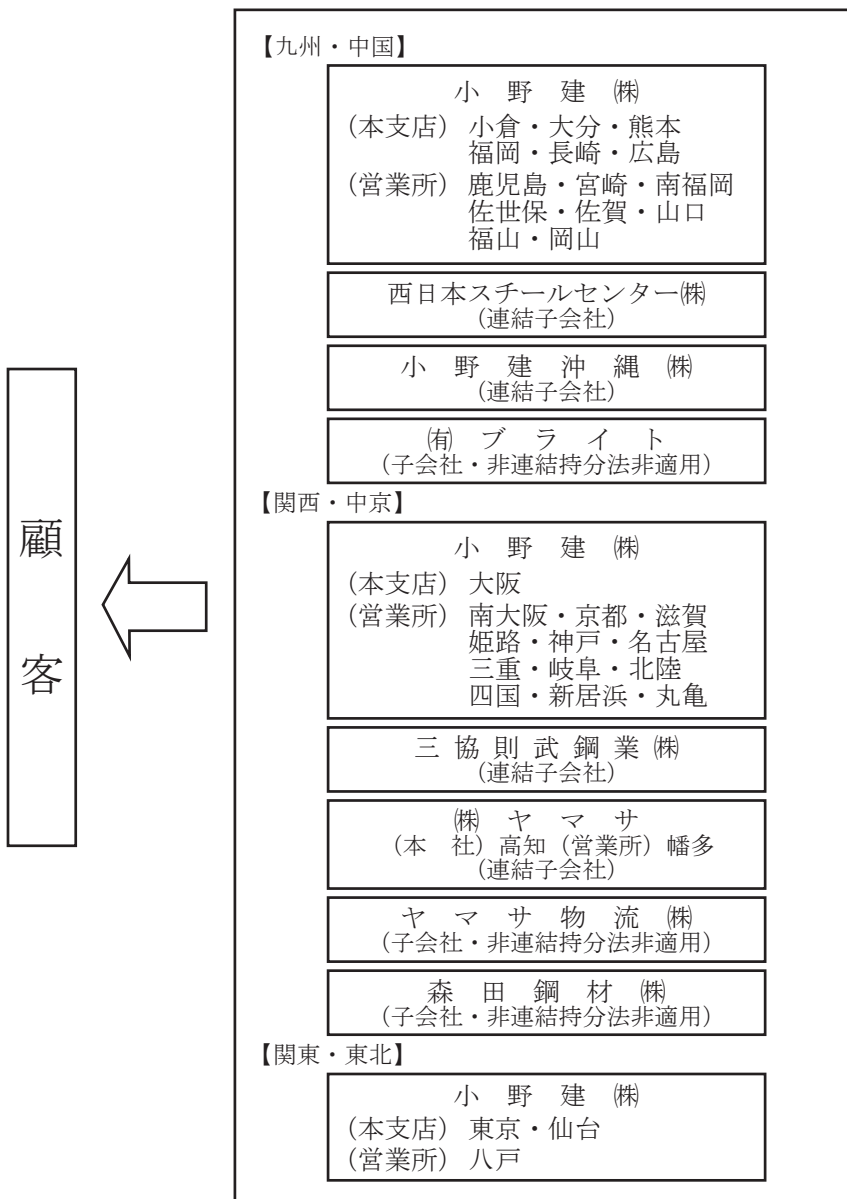 【九州・中国】
小野建㈱
(本支店) 小倉・大分・熊本
福岡・長崎・広島
(営業所) 鹿児島・宮崎・南福岡
佐世保・佐賀・山口
福山・岡山
西日本スチールセンター㈱
(連結子会社)
小野建沖縄㈱
(連結子会社)
㈲ブライト
(子会社・非連結持分法非適用)
【関西・中京】
小野建㈱
(本支店) 大阪
(営業所) 南大阪・京都・滋賀
姫路・神戸・名古屋
三重・岐阜・北陸
四国・新居浜・丸亀
三協則武鋼業㈱
(連結子会社)
㈱ヤマサ
(本 社) 高知 (営業所) 幡多
(連結子会社)
ヤマサ物流㈱
(子会社・非連結持分法非適用)
森田鋼材㈱
(子会社・非連結持分法非適用)
【関東・東北】
小野建㈱
(本支店) 東京・仙台
(営業所) 八戸
顧客